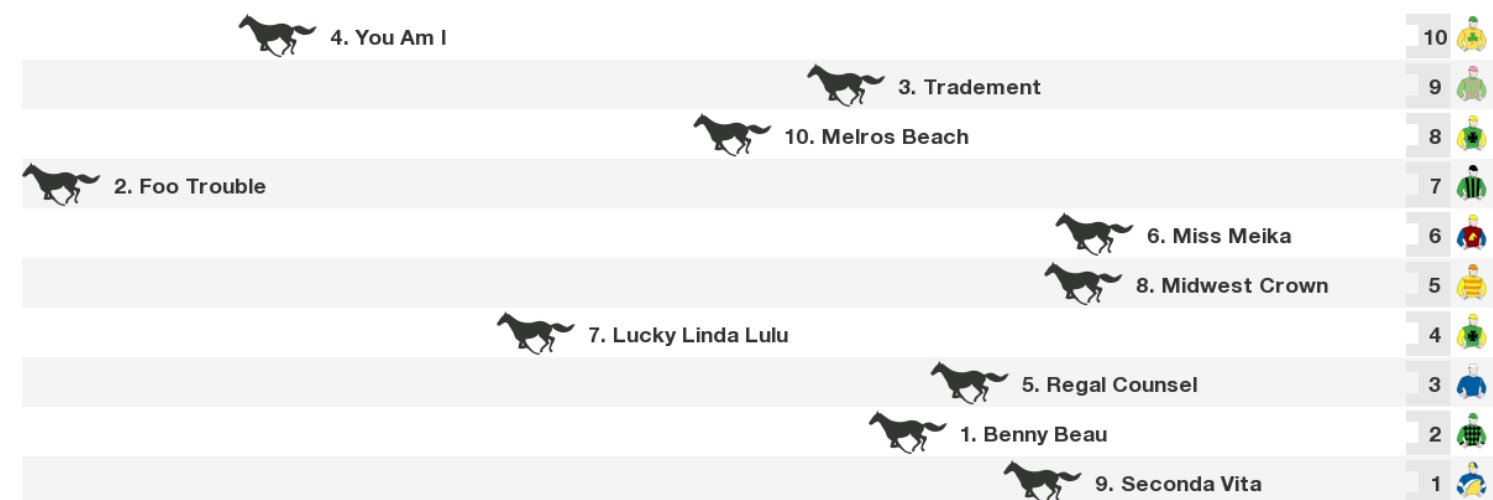 4. You Am I 10
3. Tradement 9
10. Melros Beach 8
2. Foo Trouble 7
6. Miss Meika 6
8. Midwest Crown 5
7. Lucky Linda Lulu 4
5. Regal Counsel 3
1. Benny Beau 2
9. Seconda Vita 1